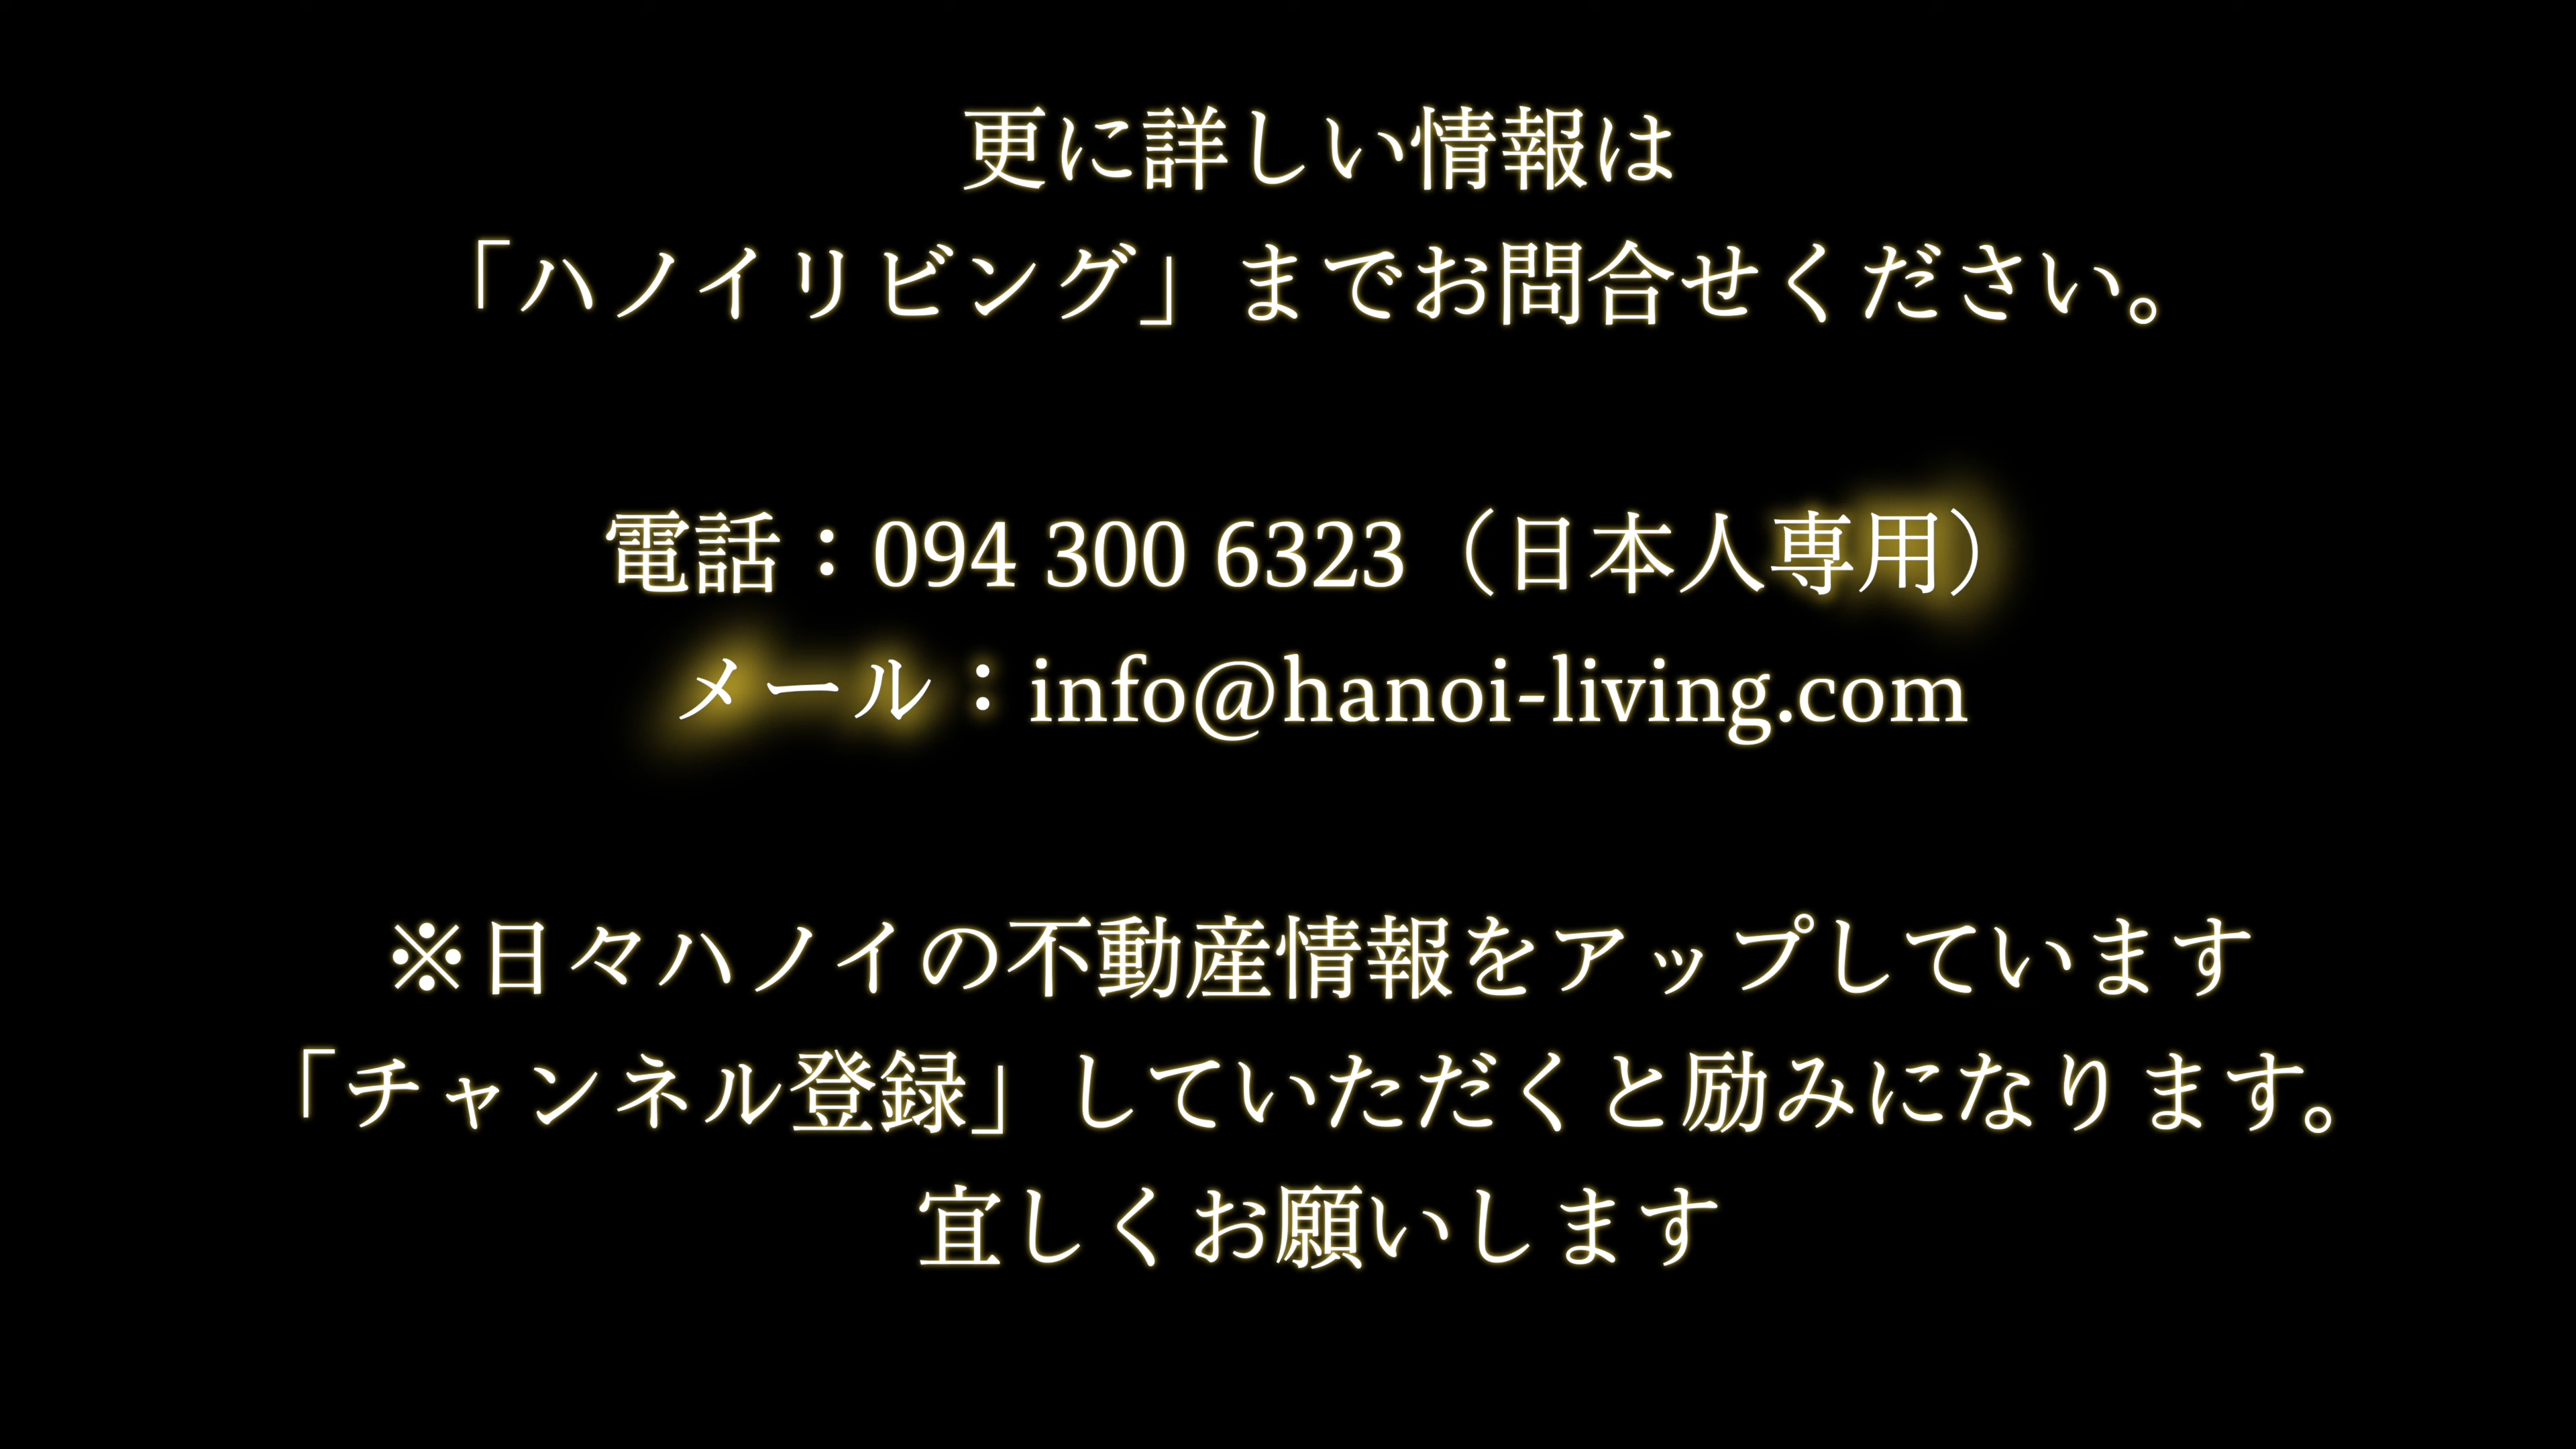 更に詳しい情報は
「ハノイリビング」までお問合せください。
電話：094 300 6323（日本人専用）
メール：info@hanoi-living.com
※日々ハノイの不動産情報をアップしています
「チャンネル登録」していただくと励みになります。
宜しくお願いします